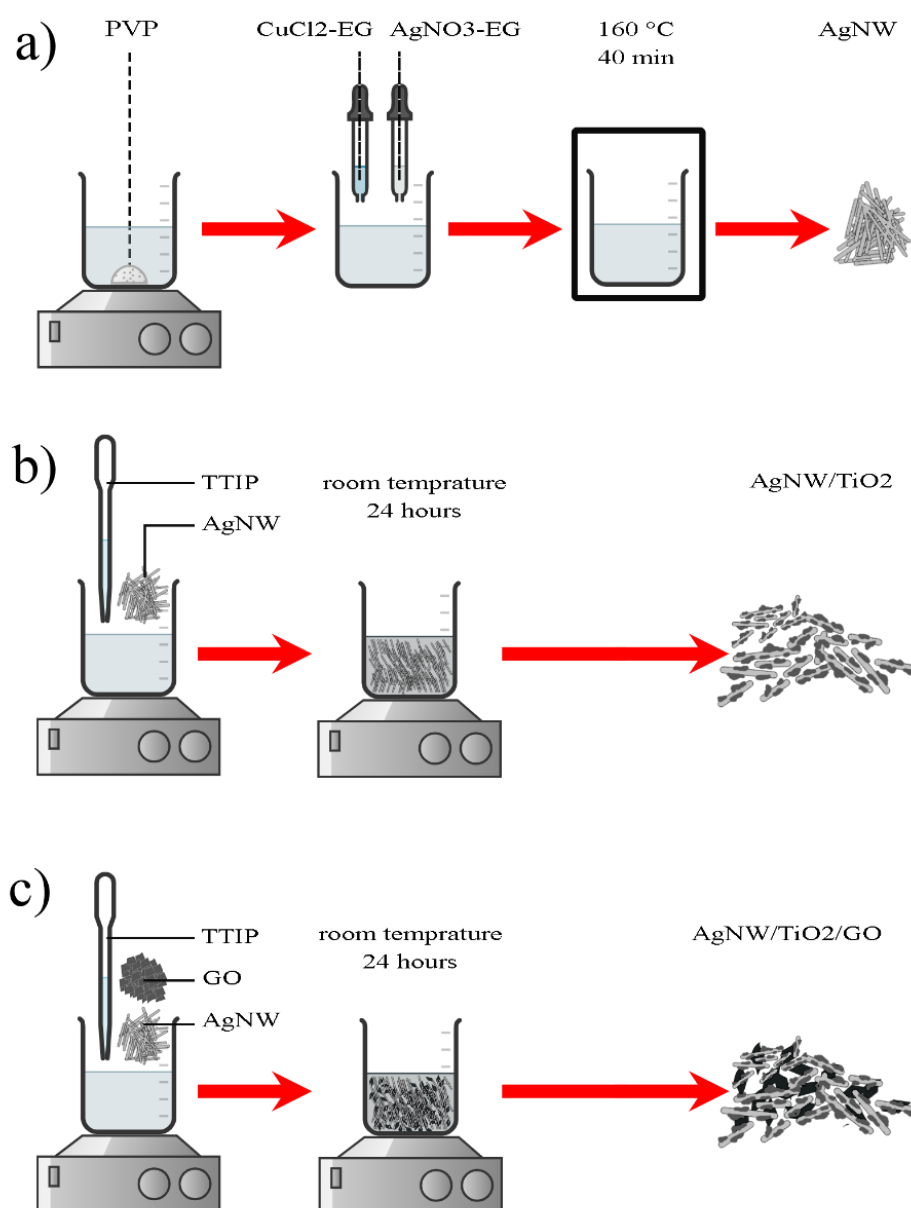 a)
PVP
CuCl2-EG
AgNO3-EG
160 °C
40 min
AgNW
b)
TTIP
AgNW
room temprature
24 hours
AgNW/TiO2
c)
TTIP
GO
AgNW
room temprature
24 hours
AgNW/TiO2/GO